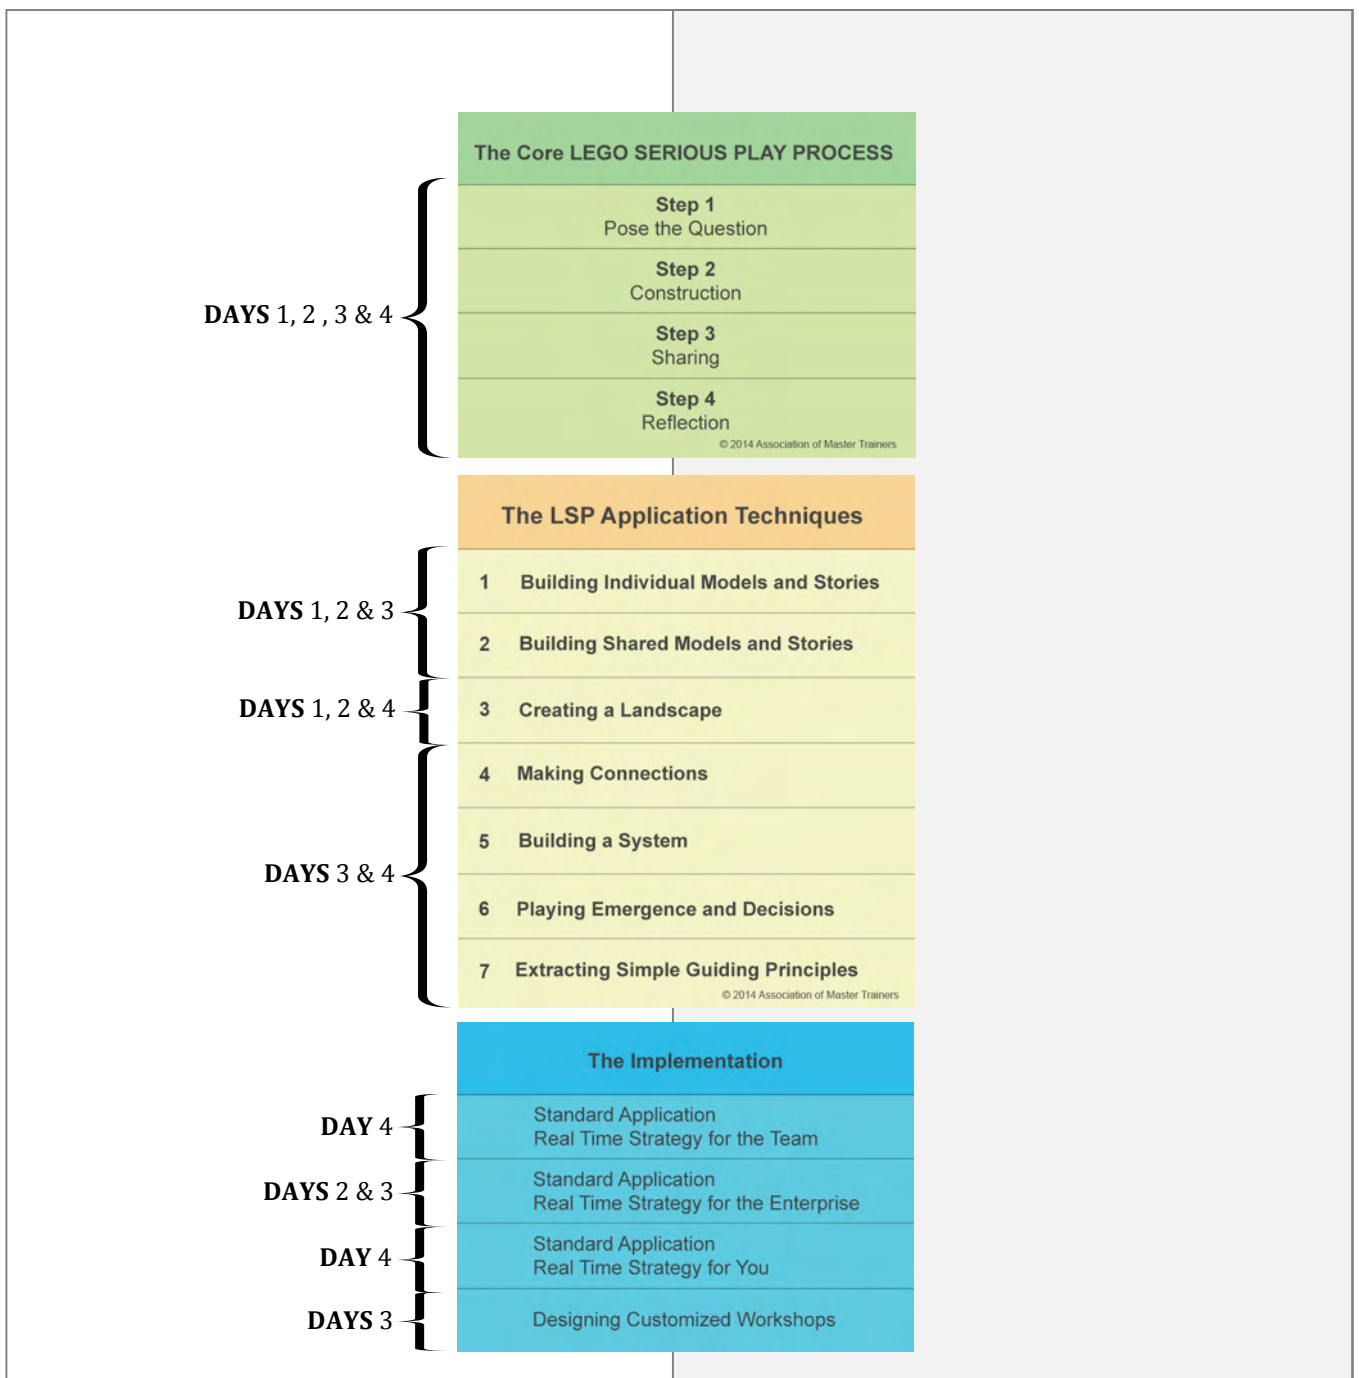 The Core LEGO SERIOUS PLAY PROCESS
Step 1
Pose the Question
Step 2
Construction
DAYS 1, 2 , 3 & 4
Step 3
Sharing
Step 4
Reflection
© 2014 Association of Master Trainers
The LSP Application Techniques
DAYS 1, 2 & 3
1 Building Individual Models and Stories
2 Building Shared Models and Stories
DAYS 1, 2 & 4
3 Creating a Landscape
DAYS 3 & 4
4 Making Connections
5 Building a System
6 Playing Emergence and Decisions
7 Extracting Simple Guiding Principles
© 2014 Association of Master Trainers
The Implementation
DAY 4
Standard Application
Real Time Strategy for the Team
DAYS 2 & 3
Standard Application
Real Time Strategy for the Enterprise
DAY 4
Standard Application
Real Time Strategy for You
DAYS 3
Designing Customized Workshops